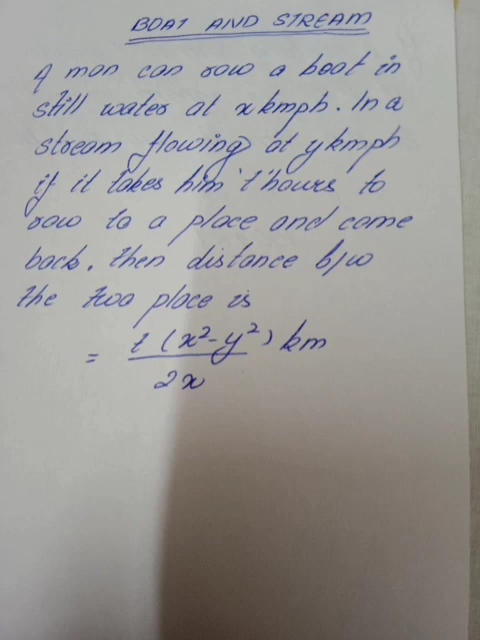 BOAT AND STREAM
A man can row a boat in
still water at x kmph. In a
stream flowing at y kmph
if it takes him 't' hours to
row to a place and come
back. then distance b/w
the two place is
= t (x²-y²) km
2x